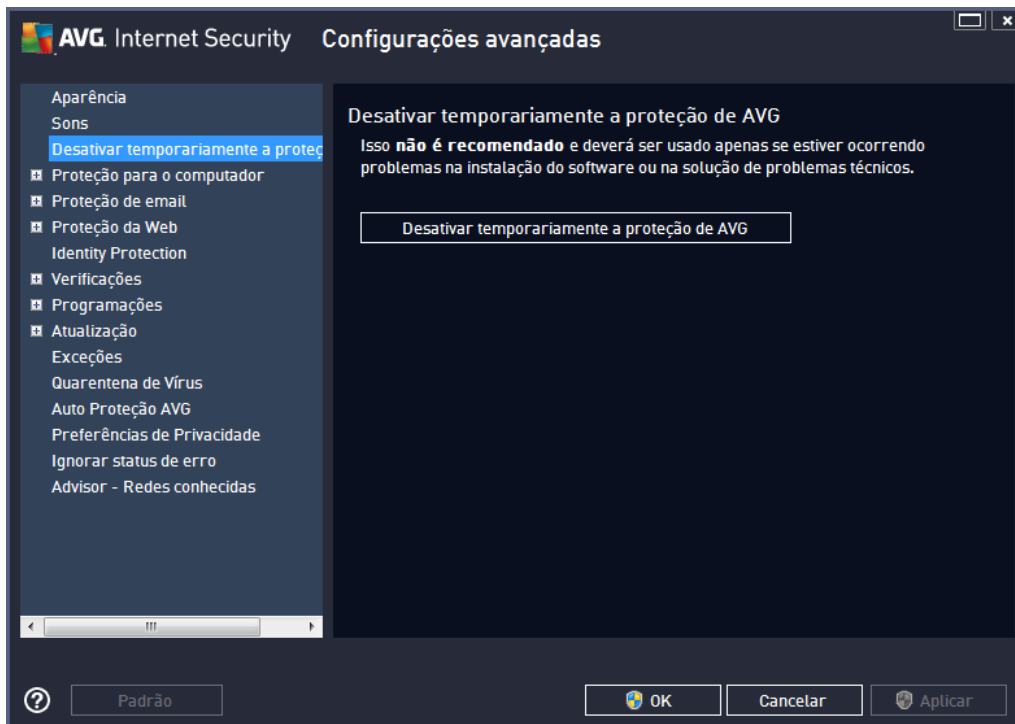 AVG. Internet Security Configurações avançadas
Aparência
Sons
Desativar temporariamente a proteç
Proteção para o computador
Proteção de email
Proteção da Web
Identity Protection
Verificações
Programações
Atualização
Exceções
Quarentena de Vírus
Auto Proteção AVG
Preferências de Privacidade
Ignorar status de erro
Advisor - Redes conhecidas
Desativar temporariamente a proteção de AVG
Isso não é recomendado e deverá ser usado apenas se estiver ocorrendo
problemas na instalação do software ou na solução de problemas técnicos.
Desativar temporariamente a proteção de AVG
Padrão
OK
Cancelar
Aplicar